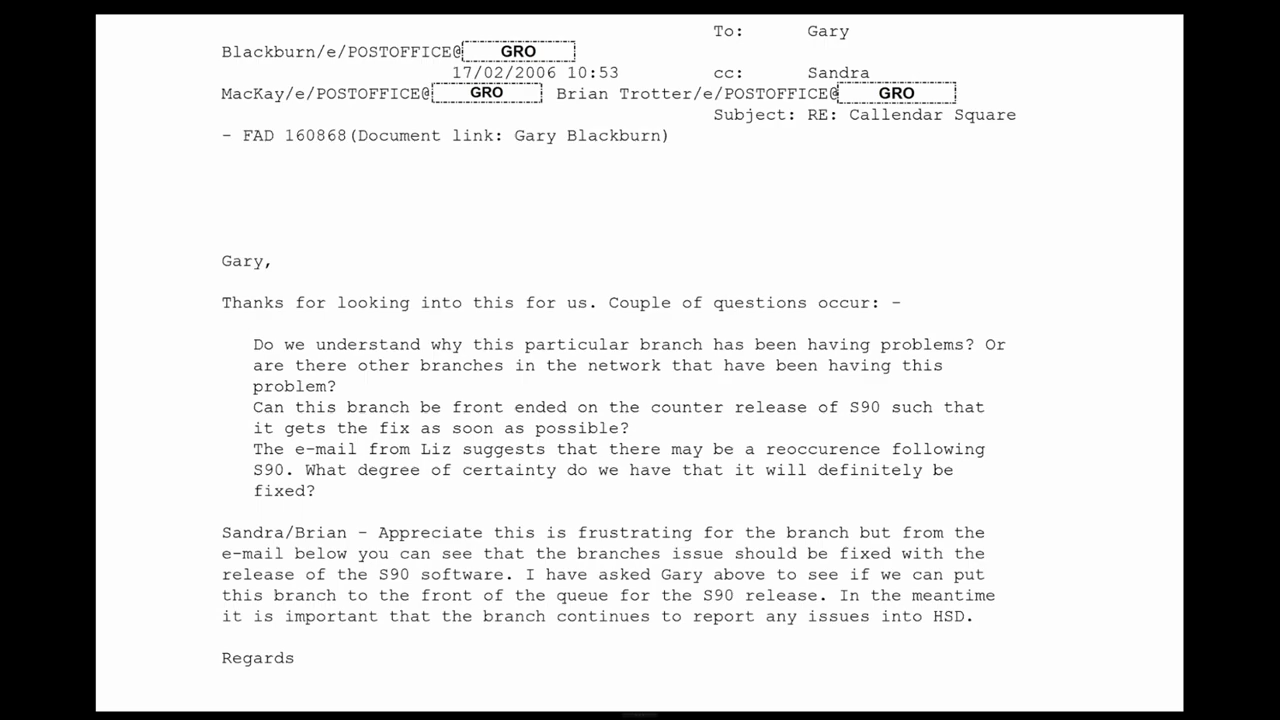 To: Gary
Blackburn/e/POSTOFFICE@ GRO
17/02/2006 10:53 cc: Sandra
MacKay/e/POSTOFFICE@ GRO Brian Trotter/e/POSTOFFICE@ GRO
Subject: RE: Callendar Square
- FAD 160868(Document link: Gary Blackburn)
Gary,
Thanks for looking into this for us. Couple of questions occur: -
Do we understand why this particular branch has been having problems? Or
are there other branches in the network that have been having this
problem?
Can this branch be front ended on the counter release of S90 such that
it gets the fix as soon as possible?
The e-mail from Liz suggests that there may be a reoccurence following
S90. What degree of certainty do we have that it will definitely be
fixed?
Sandra/Brian - Appreciate this is frustrating for the branch but from the
e-mail below you can see that the branches issue should be fixed with the
release of the S90 software. I have asked Gary above to see if we can put
this branch to the front of the queue for the S90 release. In the meantime
it is important that the branch continues to report any issues into HSD.
Regards